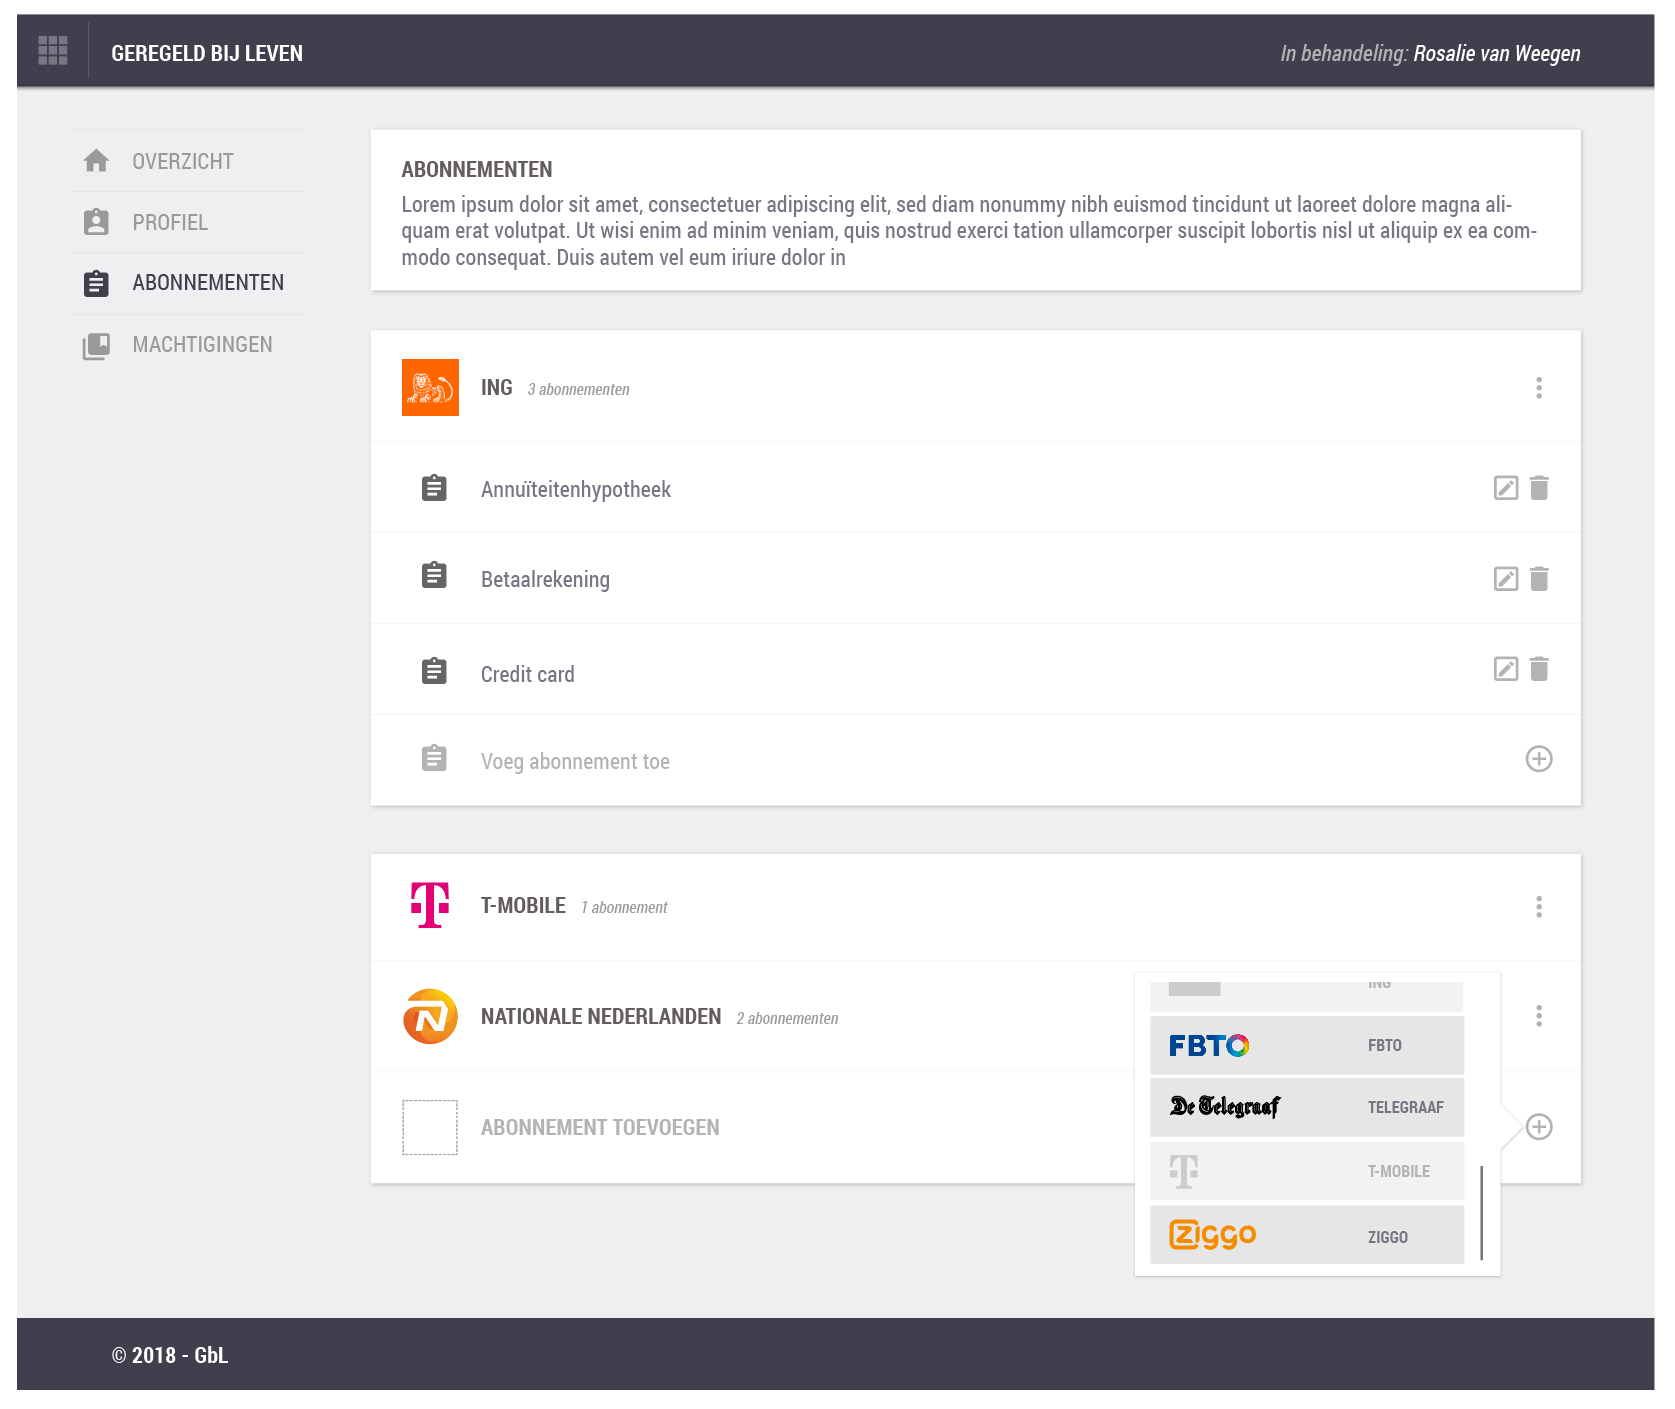 GEREGELD BIJ LEVEN
In behandeling: Rosalie van Weegen
OVERZICHT
PROFIEL
ABONNEMENTEN
MACHTIGINGEN
ABONNEMENTEN
Lorem ipsum dolor sit amet, consectetuer adipiscing elit, sed diam nonummy nibh euismod tincidunt ut laoreet dolore magna ali-
quam erat volutpat. Ut wisi enim ad minim veniam, quis nostrud exerci tation ullamcorper suscipit lobortis nisl ut aliquip ex ea com-
modo consequat. Duis autem vel eum iriure dolor in
ING 3 abonnementen
Annuïteitenhypotheek
Betaalrekening
Credit card
Voeg abonnement toe
T T-MOBILE 1 abonnement
N NATIONALE NEDERLANDEN 2 abonnementen
ABONNEMENT TOEVOEGEN
ING
FBTO FBTO
De Telegraaf TELEGRAAF
T T-MOBILE
ziggo ZIGGO
© 2018 - GbL